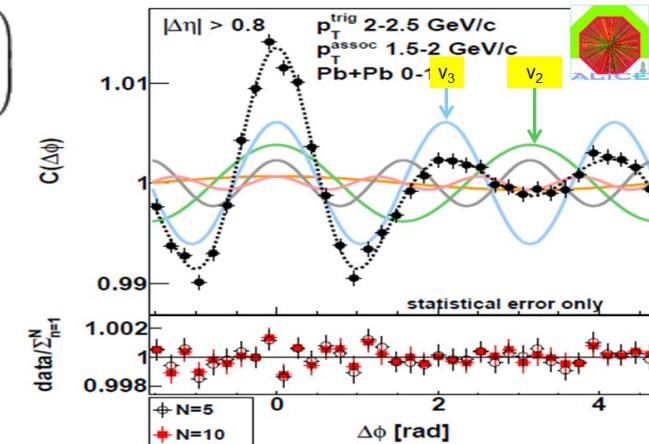 |Δη| > 0.8
p_T^trig 2-2.5 GeV/c
p_T^assoc 1.5-2 GeV/c
Pb+Pb 0-1
v₃
v₂
ALICE
C(Δϕ)
1.01
1
0.99
statistical error only
data/Σ_{n=1}^N
1.002
1
0.998
0
2
4
Δϕ [rad]
N=5
N=10